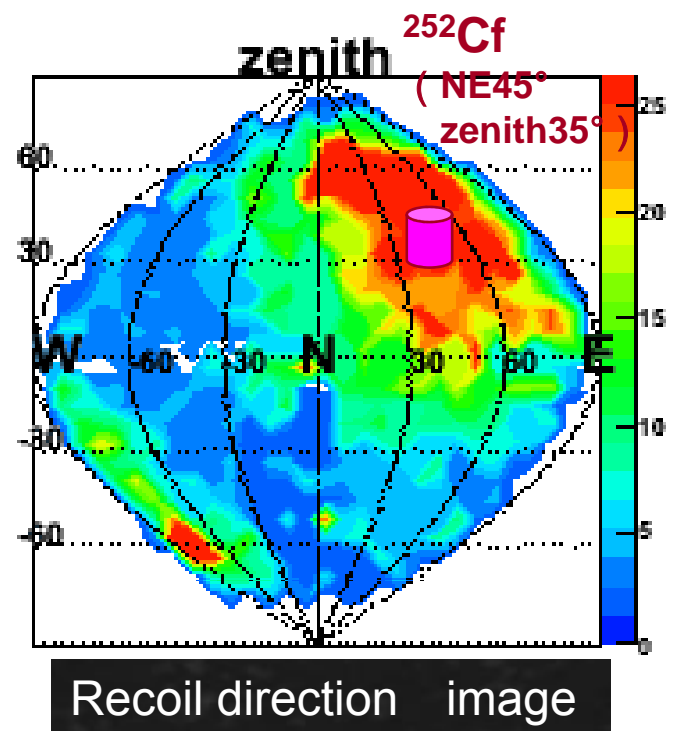 ²⁵²Cf
zenith
( NE45°
zenith35° )
25
60
20
30
15
W -60 -30 N 30 60 E
10
-30
-60
5
0
Recoil direction image